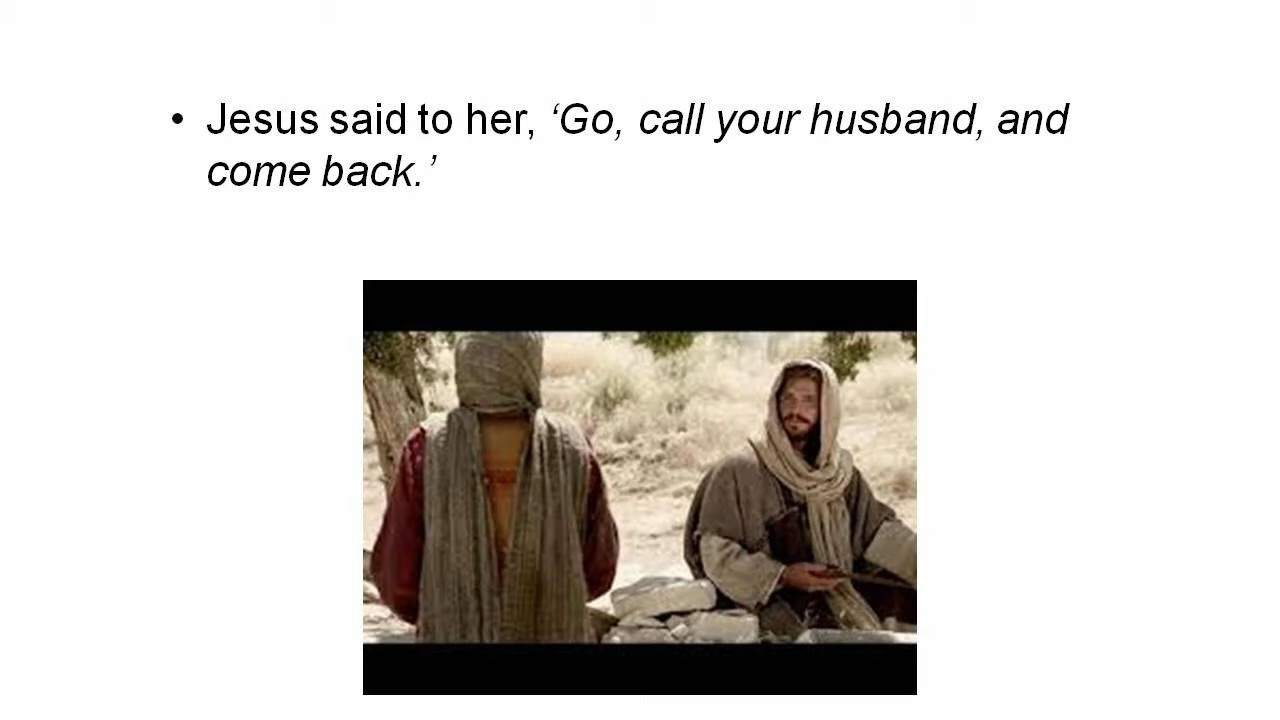 • Jesus said to her, ‘Go, call your husband, and
come back.’